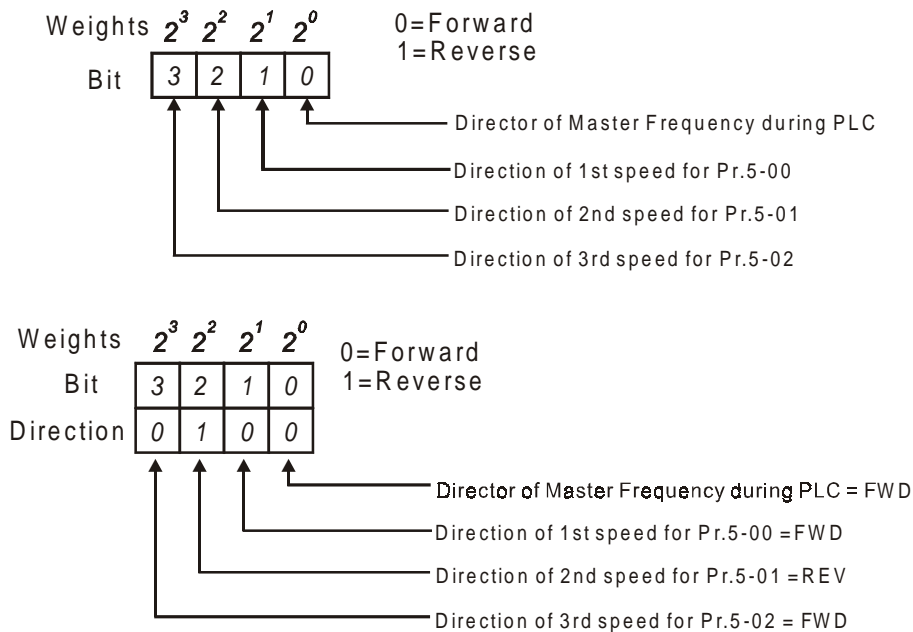 Weights 2³ 2² 2¹ 2⁰ 0=Forward
1=Reverse
Bit 3 2 1 0
Director of Master Frequency during PLC
Direction of 1st speed for Pr.5-00
Direction of 2nd speed for Pr.5-01
Direction of 3rd speed for Pr.5-02
Weights 2³ 2² 2¹ 2⁰ 0=Forward
Bit 3 2 1 0 1=Reverse
Direction 0 1 0 0
Director of Master Frequency during PLC = FWD
Direction of 1st speed for Pr.5-00 =FWD
Direction of 2nd speed for Pr.5-01 =REV
Direction of 3rd speed for Pr.5-02 = FWD